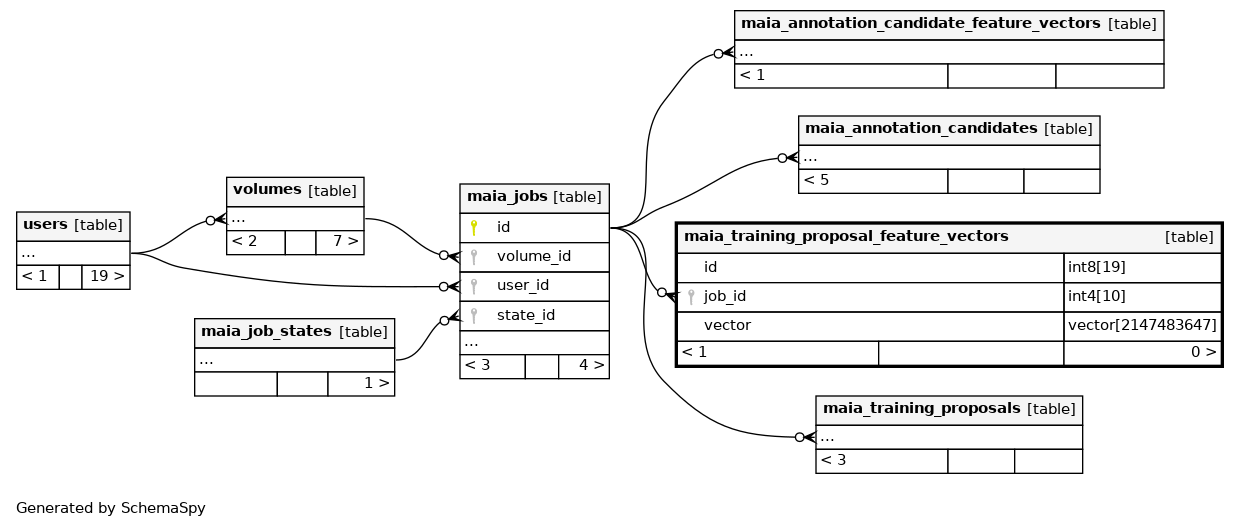 maia_annotation_candidate_feature_vectors [table]
...
< 1
maia_annotation_candidates [table]
...
< 5
volumes [table]
...
< 2 7 >
maia_jobs [table]
id
volume_id
user_id
state_id
...
< 3 4 >
users [table]
...
< 1 19 >
maia_training_proposal_feature_vectors [table]
id int8[19]
job_id int4[10]
vector vector[2147483647]
< 1 0 >
maia_job_states [table]
...
1 >
maia_training_proposals [table]
...
< 3
Generated by SchemaSpy